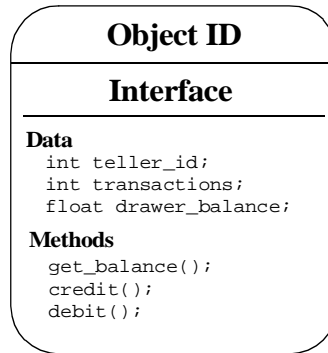 Object ID
Interface
Data
int teller_id;
int transactions;
float drawer_balance;
Methods
get_balance();
credit();
debit();